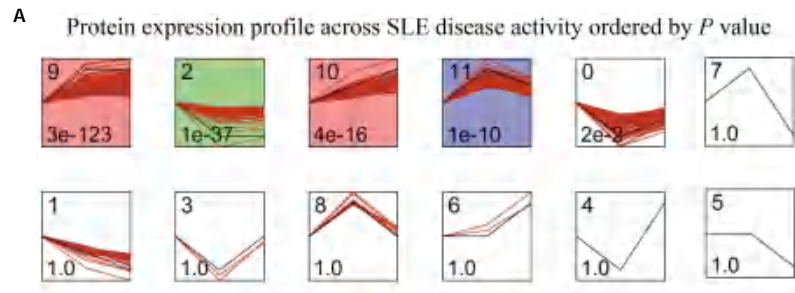 A
Protein expression profile across SLE disease activity ordered by P value
9 2 10 11 0 7
3e-123 1e-37 4e-16 1e-10 2e-2 1.0
1 3 8 6 4 5
1.0 1.0 1.0 1.0 1.0 1.0